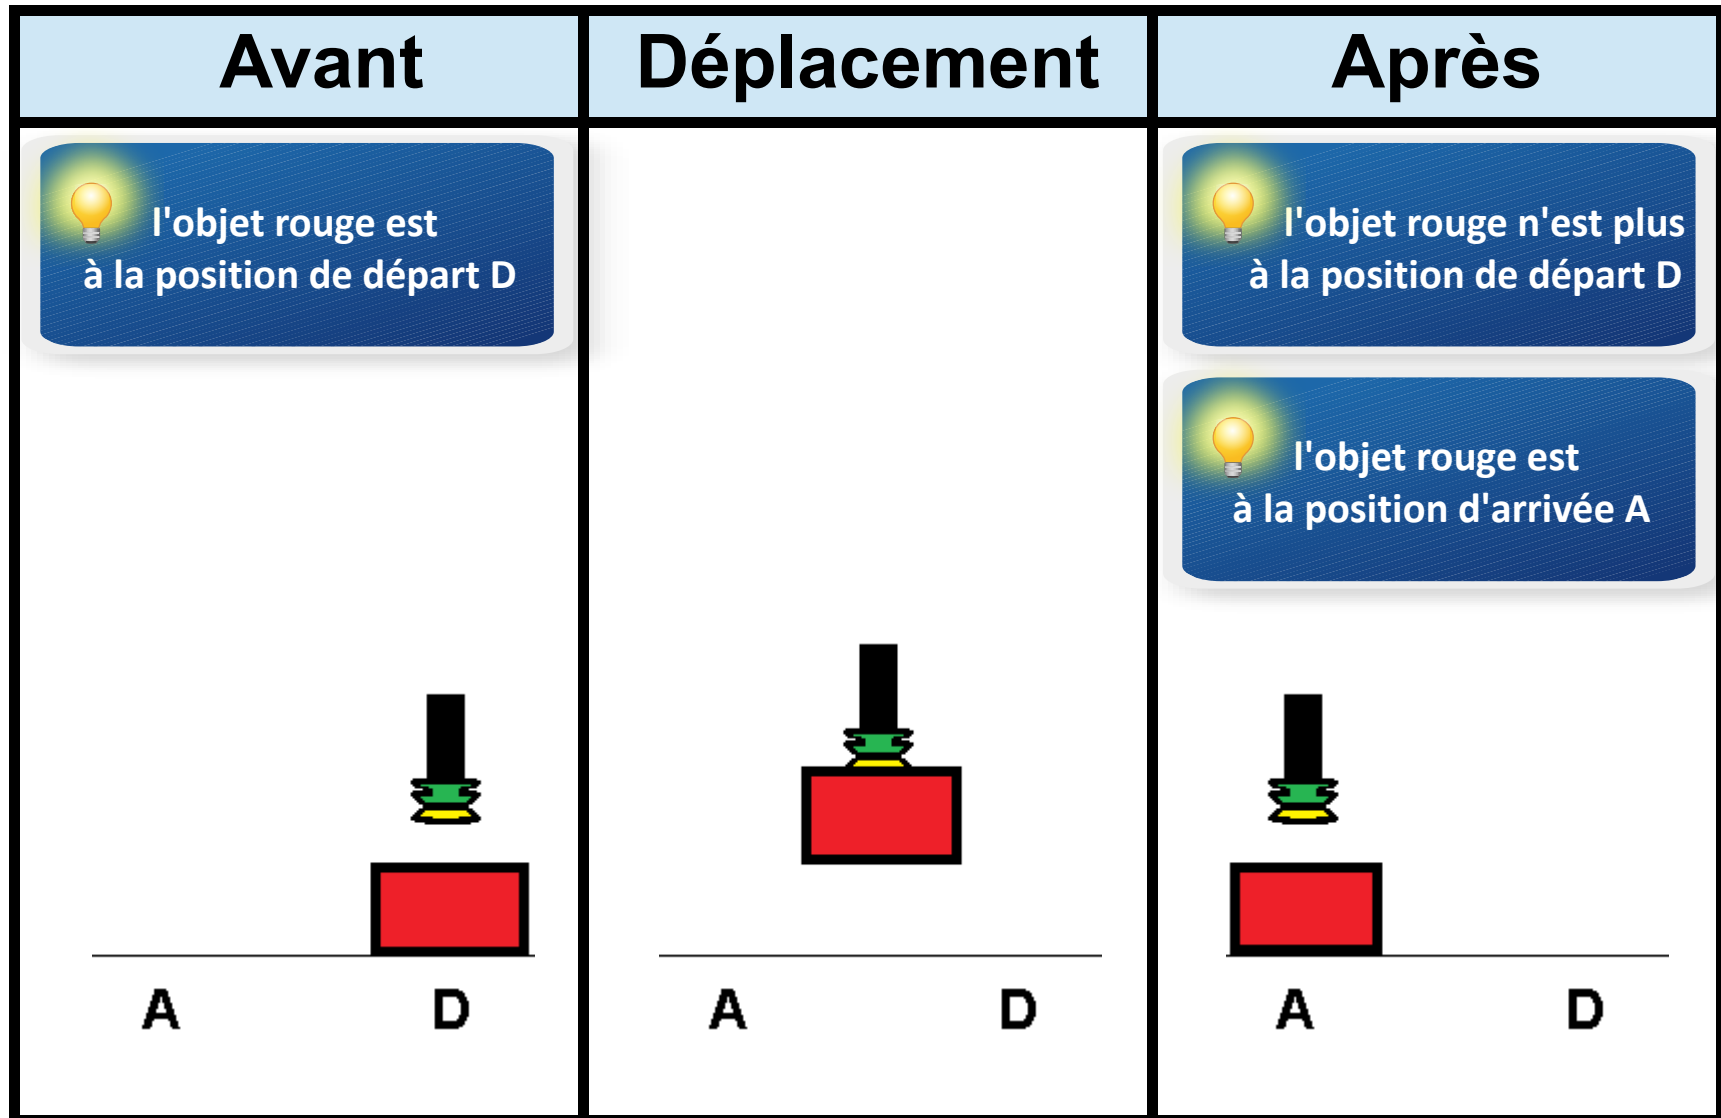 Avant
Déplacement
Après
l'objet rouge est
à la position de départ D
l'objet rouge n'est plus
à la position de départ D
l'objet rouge est
à la position d'arrivée A
A
D
A
D
A
D